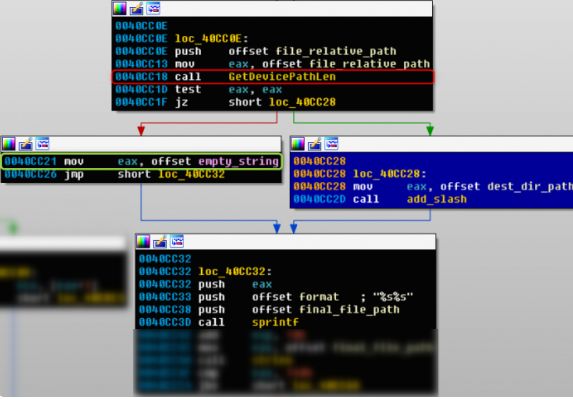 0040CC0E
0040CC0E loc_40CC0E:
0040CC0E push offset file_relative_path
0040CC13 mov eax, offset file_relative_path
0040CC18 call GetDevicePathLen
0040CC1D test eax, eax
0040CC1F jz short loc_40CC28
0040CC21 mov eax, offset empty_string
0040CC26 jmp short loc_40CC32
0040CC28
0040CC28 loc_40CC28:
0040CC28 mov eax, offset dest_dir_path
0040CC2D call add_slash
0040CC32
0040CC32 loc_40CC32:
0040CC32 push eax
0040CC33 push offset format ; "%s%s"
0040CC38 push offset final_file_path
0040CC3D call sprintf